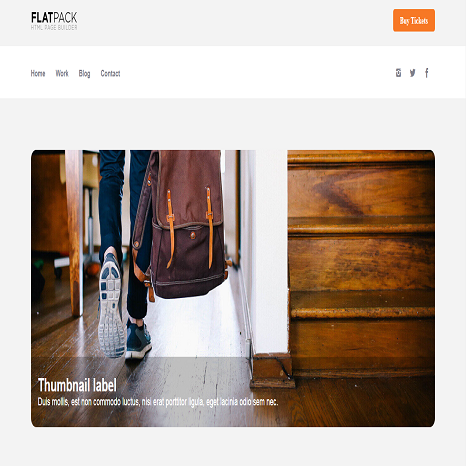 FLATPACK
HTML PAGE BUILDER
Buy Tickets
Home Work Blog Contact
Thumbnail label
Duis mollis, est non commodo luctus, nisi erat porttitor ligula, eget lacinia odio sem nec.